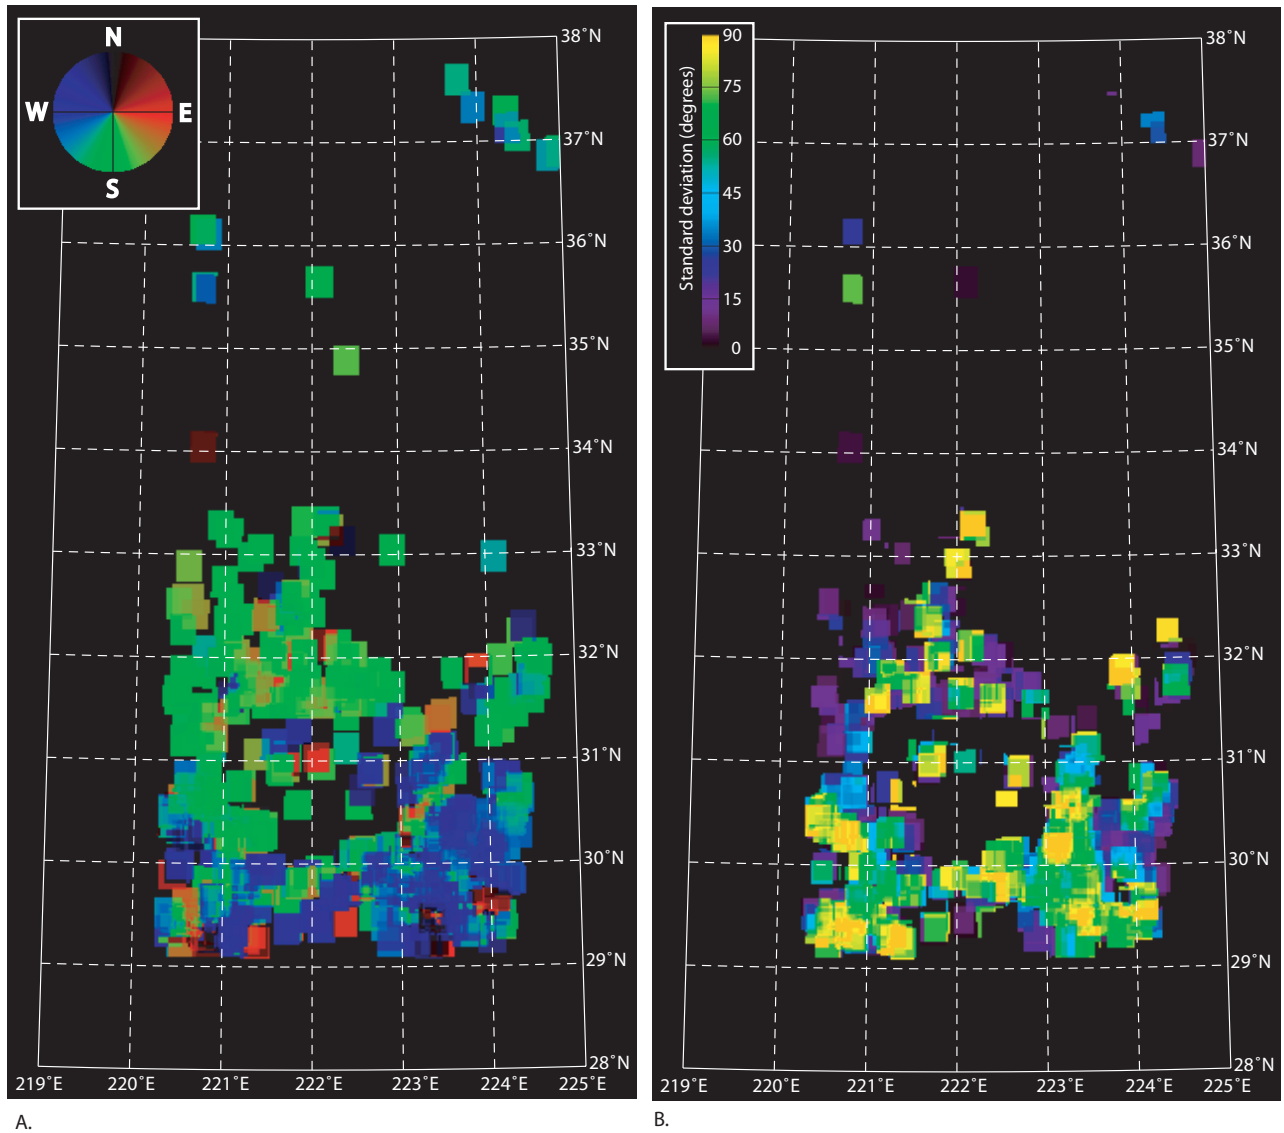 N
W E
S
38°N
37°N
36°N
35°N
34°N
33°N
32°N
31°N
30°N
29°N
28°N
219°E 220°E 221°E 222°E 223°E 224°E 225°E
A.
Standard deviation (degrees)
90
75
60
45
30
15
0
38°N
37°N
36°N
35°N
34°N
33°N
32°N
31°N
30°N
29°N
28°N
219°E 220°E 221°E 222°E 223°E 224°E 225°E
B.